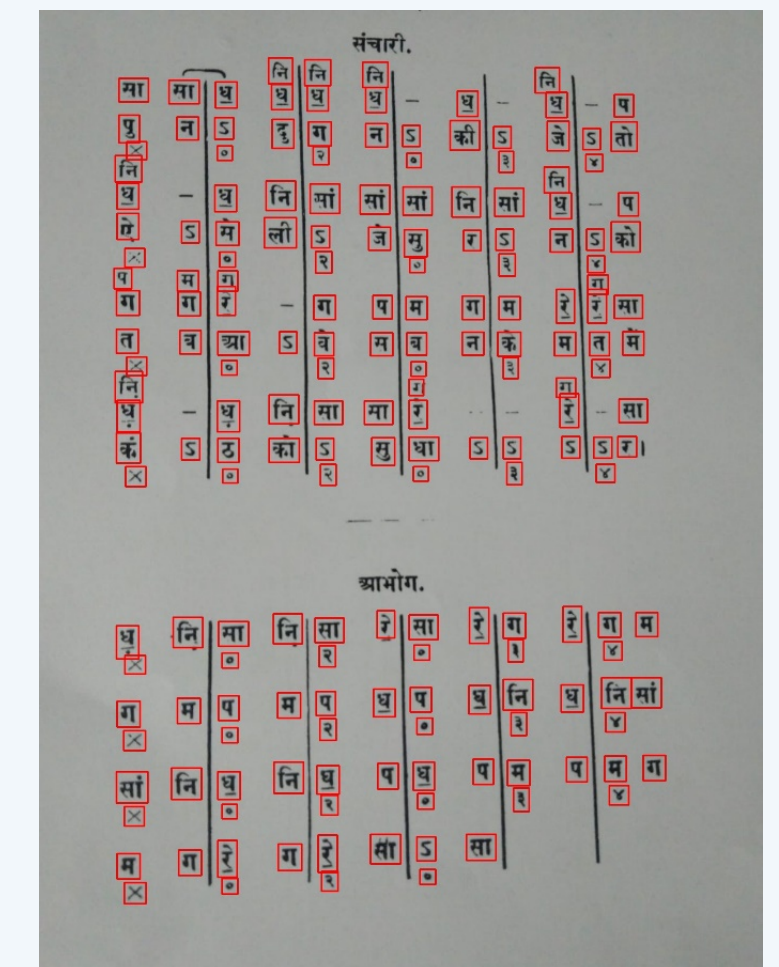 संचारी.
नि नि नि नि
सा सा ध॒ ध॒ ध॒ ध॒ – ध॒ – ध॒ – प
पु न ऽ दु ग न ऽ की ऽ जे ऽ तो
× ० २ ० ३ ४
नि नि
ध॒ – ध॒ नि सां सां सां नि सां ध॒ – प
ऐ ऽ मे ली ऽ जे सु र ऽ न ऽ को
× ० २ ० ३ ४
प म ग ग
ग ग रे॒ – ग प म ग म रे॒ रे॒ सा
त ब आ ऽ वे स ब न के म त में
× ० २ ० ३ ४
नि़ ग ग
ध़॒ – ध़॒ नि सा सा रे॒ – – रे॒ – सा
कं ऽ ठ को ऽ सु धा ऽ ऽ ऽ ऽ र।
× ० २ ० ३ ४
आभोग.
ध़॒ नि़ सा नि़ सा रे॒ सा रे॒ ग रे॒ ग म
× ० २ ० ३ ४
ग म प म प ध॒ प ध॒ नि ध॒ नि सां
× ० २ ० ३ ४
सां नि ध॒ नि ध॒ प ध॒ प म प म ग
× ० २ ० ३ ४
म ग रे॒ ग रे॒ सा ऽ सा
× ० २ ०